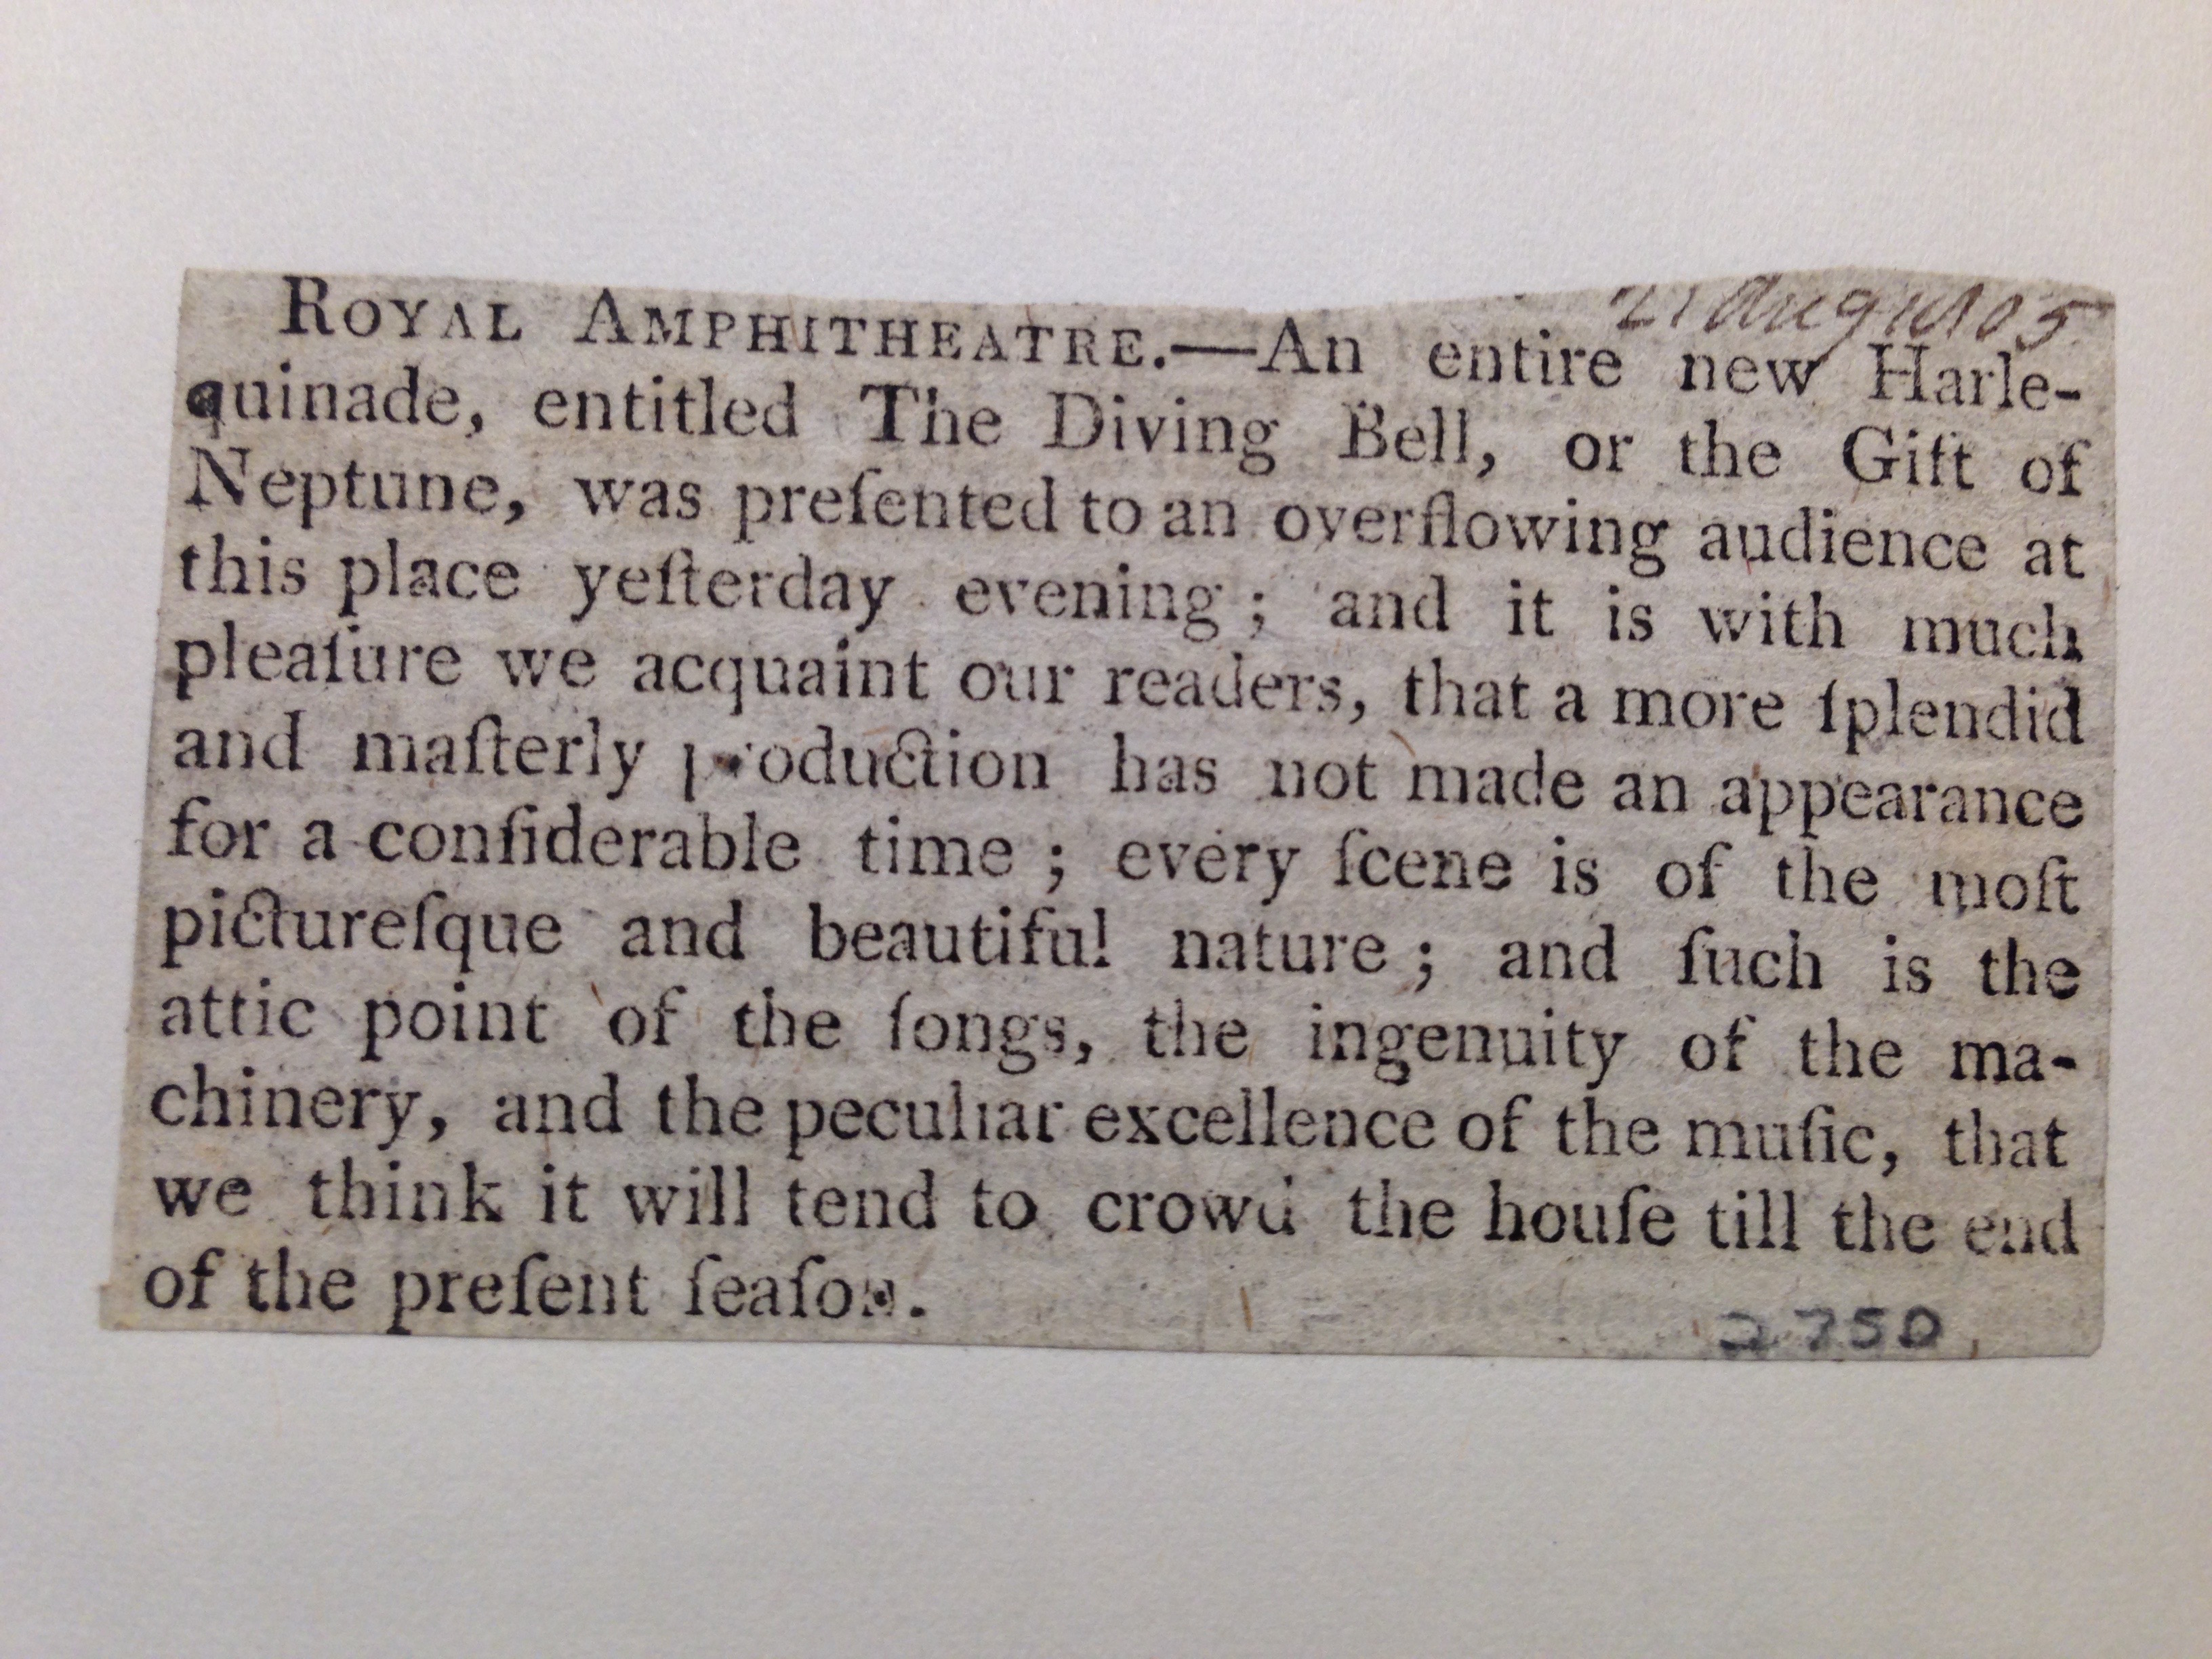 21 Aug 1805
ROYAL AMPHITHEATRE.—An entire new Harle-
quinade, entitled The Diving Bell, or the Gift of
Neptune, was preſented to an overflowing audience at
this place yeſterday evening; and it is with much
pleaſure we acquaint our readers, that a more ſplendid
and maſterly production has not made an appearance
for a conſiderable time; every ſcene is of the moſt
pictureſque and beautiful nature; and ſuch is the
attic point of the ſongs, the ingenuity of the ma-
chinery, and the peculiar excellence of the muſic, that
we think it will tend to crowd the houſe till the end
of the preſent ſeaſon.
2750